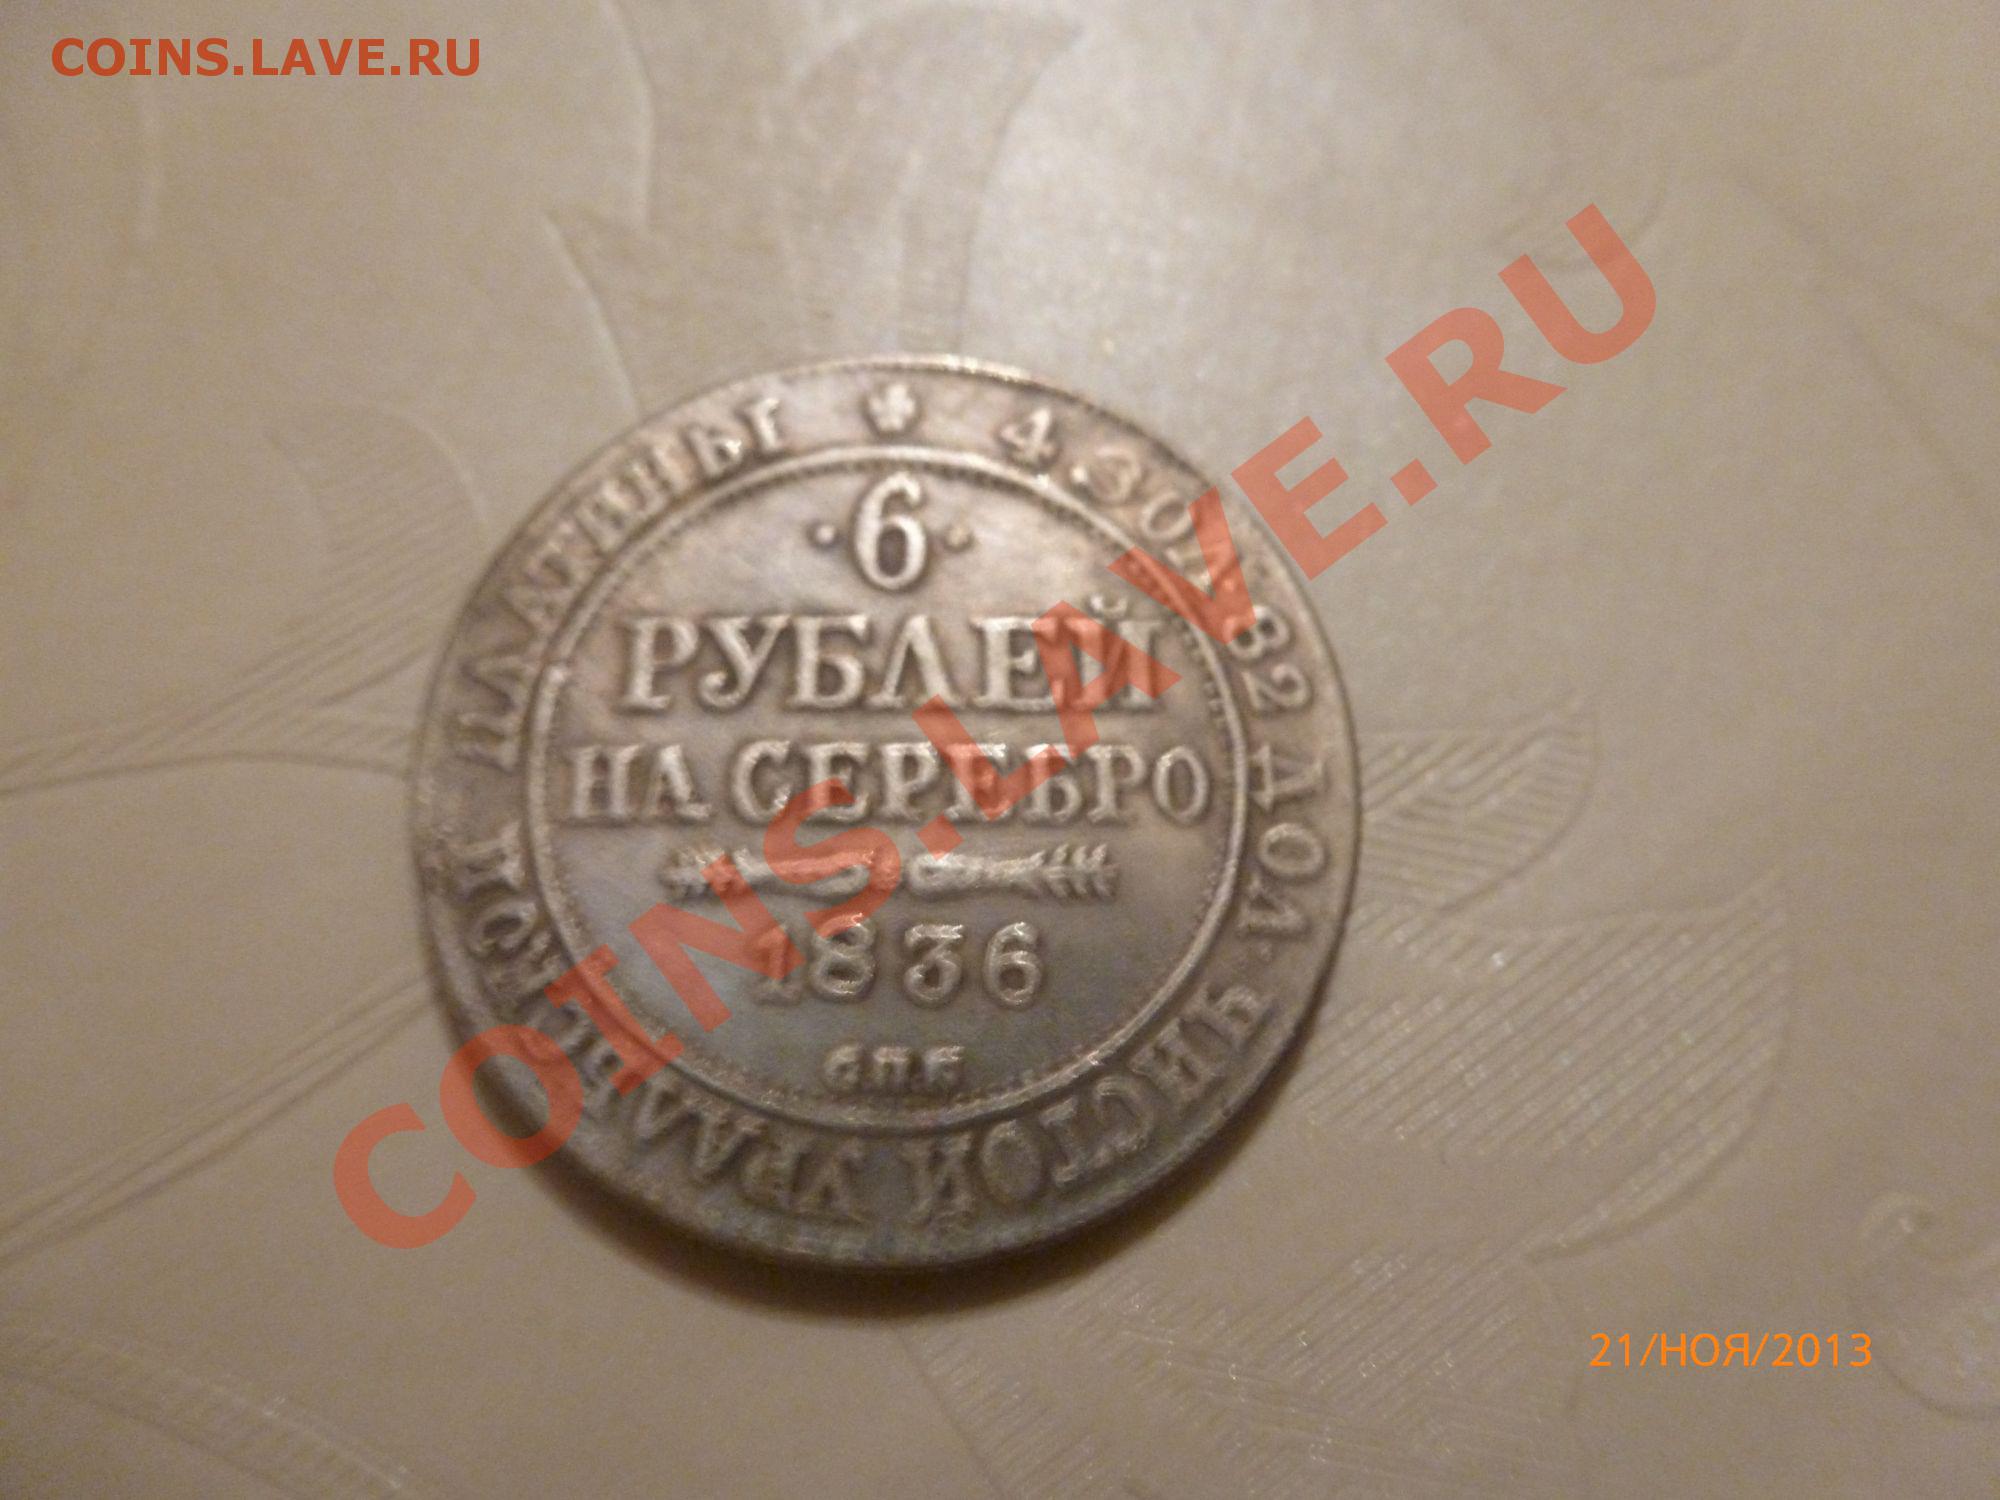 COINS.LAVE.RU
* 4 ЗОЛ. 82 ДОЛ. ЧИСТОЙ УРАЛЬСКОЙ ПЛАТИНЫ
·6·
РУБЛЕЙ
НА СЕРЕБРО
1836
С.П.Б
COINS.LAVE.RU
21/НОЯ/2013